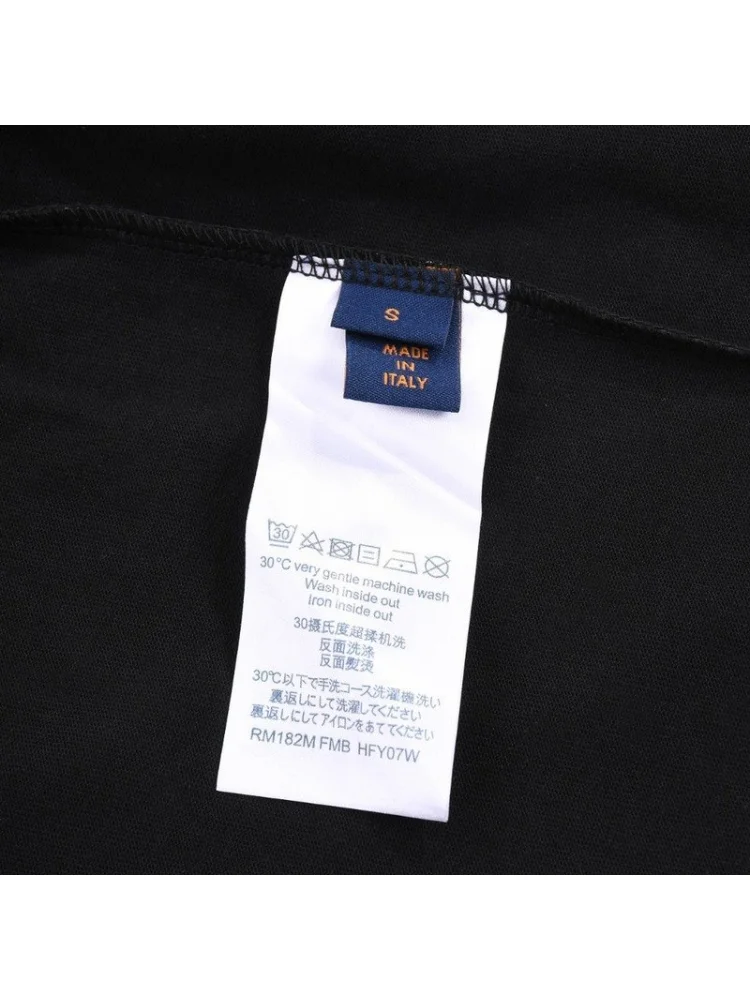 S
MADE
IN
ITALY
30
30°C very gentle machine wash
Wash inside out
Iron inside out
30摄氏度超揉机洗
反面洗涤
反面熨烫
30℃以下で手洗コース洗濯機洗い
裏返しにして洗濯してください
裏返しにしてアイロンをあててください
RM182M FMB HFY07W